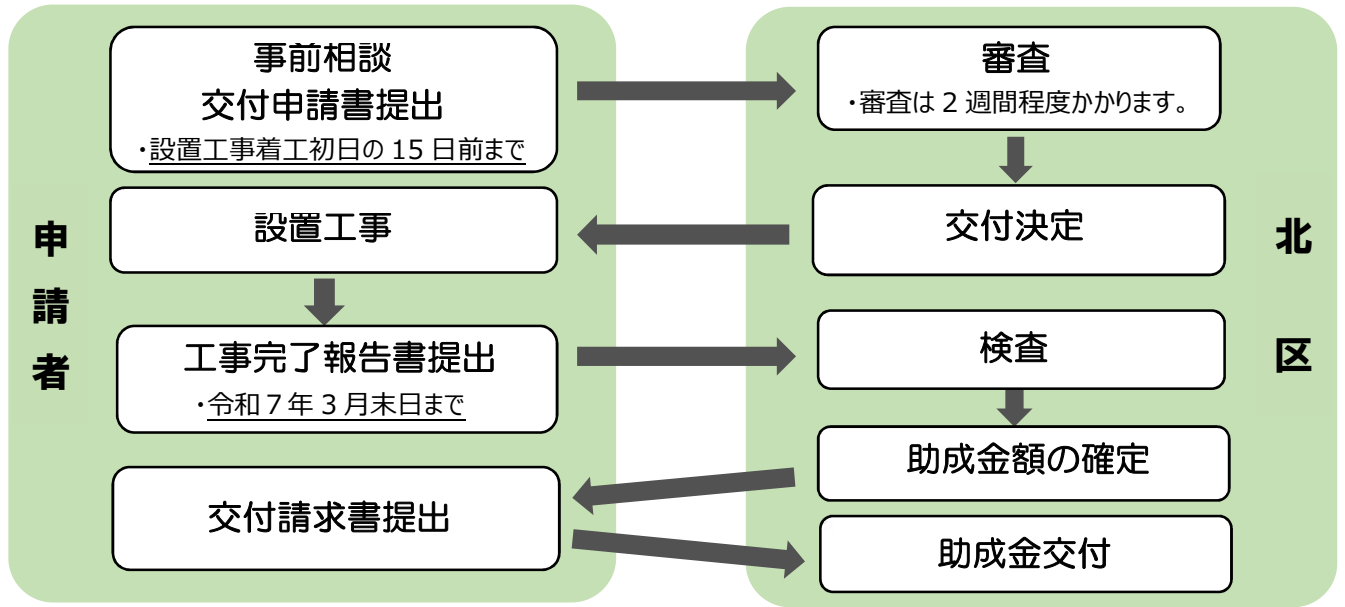 申請者
事前相談
交付申請書提出
・設置工事着工初日の 15 日前まで
設置工事
工事完了報告書提出
・令和７年 3 月末日まで
交付請求書提出
北区
審査
・審査は 2 週間程度かかります。
交付決定
検査
助成金額の確定
助成金交付